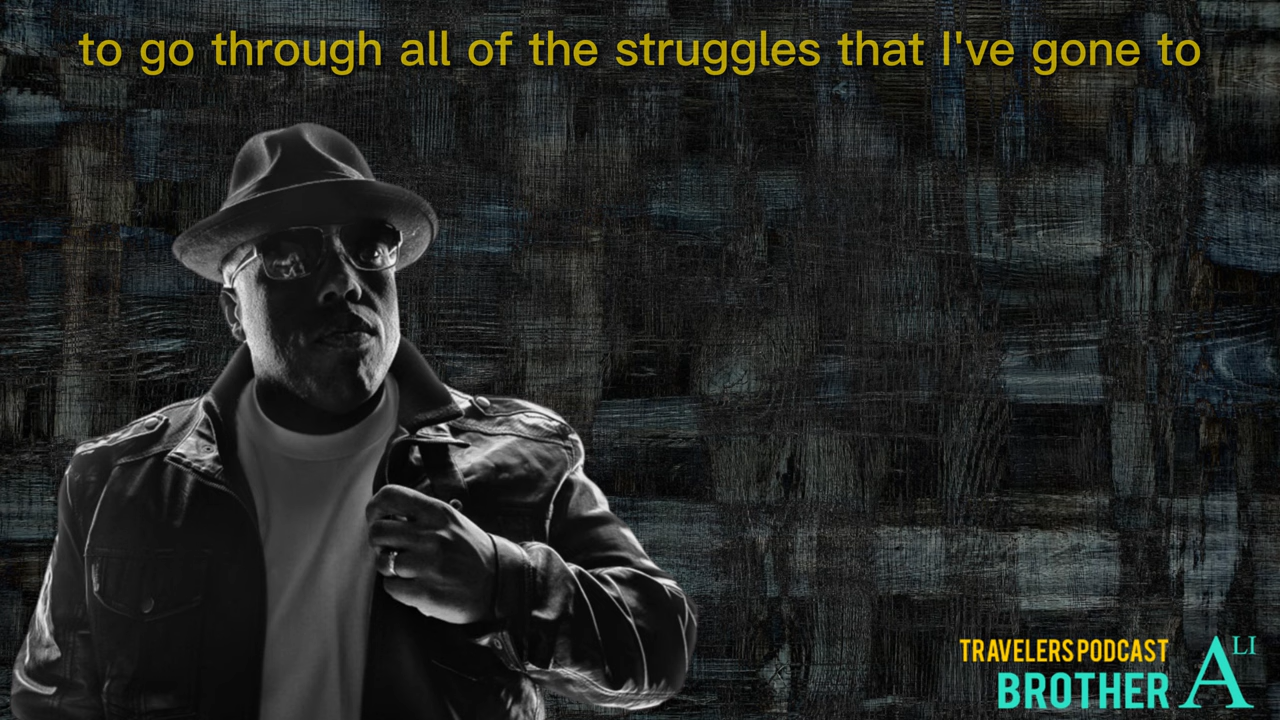 to go through all of the struggles that I've gone to
TRAVELERS PODCAST
BROTHER ALI